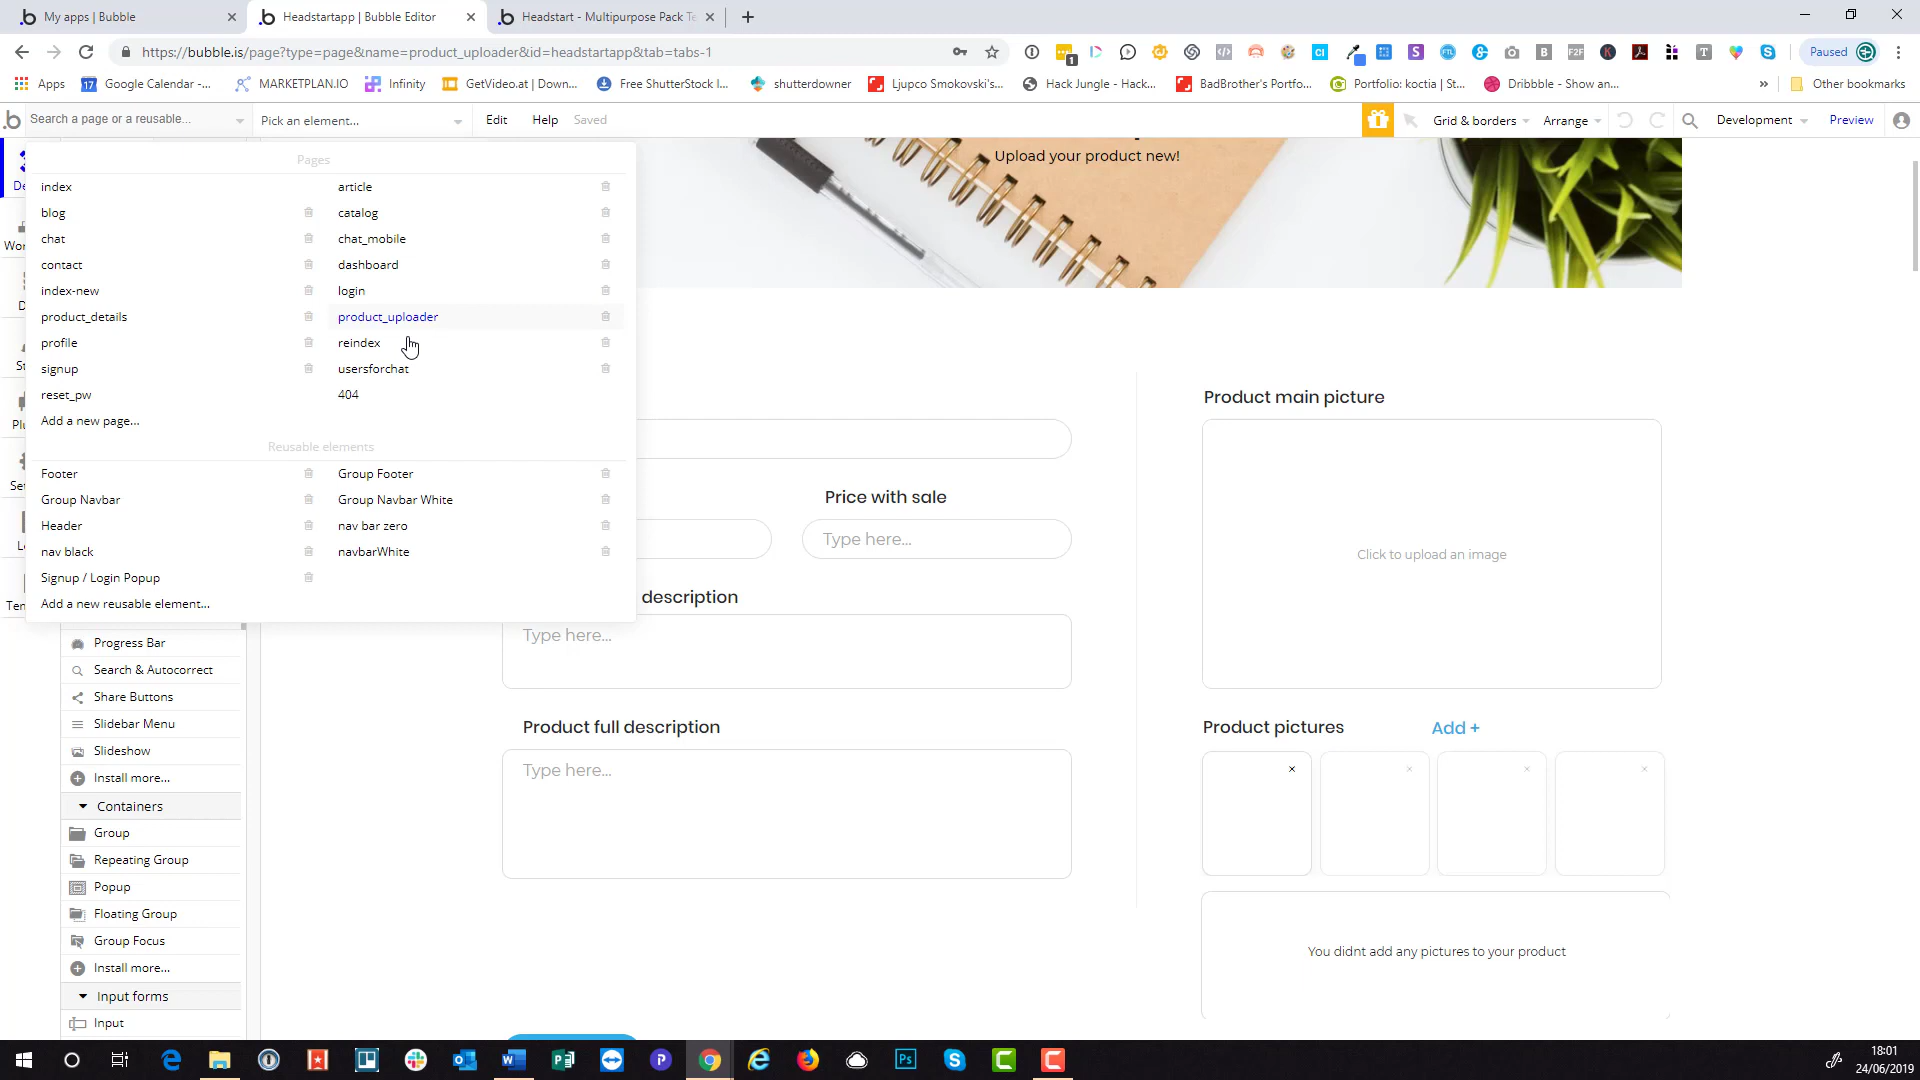 My apps | Bubble
Headstartapp | Bubble Editor
Headstart - Multipurpose Pack Te
https://bubble.is/page?type=page&name=product_uploader&id=headstartapp&tab=tabs-1
Paused
Apps
Google Calendar -...
MARKETPLAN.IO
Infinity
GetVideo.at | Down...
Free ShutterStock I...
shutterdowner
Ljupco Smokovski's...
Hack Jungle - Hack...
BadBrother's Portfo...
Portfolio: koctia | St...
Dribbble - Show an...
Other bookmarks
Search a page or a reusable...
Pick an element...
Edit
Help
Saved
Grid & borders
Arrange
Development
Preview
Pages
index
article
blog
catalog
chat
chat_mobile
contact
dashboard
index-new
login
product_details
product_uploader
profile
reindex
signup
usersforchat
reset_pw
404
Add a new page...
Reusable elements
Footer
Group Footer
Group Navbar
Group Navbar White
Header
nav bar zero
nav black
navbarWhite
Signup / Login Popup
Add a new reusable element...
Progress Bar
Search & Autocorrect
Share Buttons
Slidebar Menu
Slideshow
Install more...
Containers
Group
Repeating Group
Popup
Floating Group
Group Focus
Install more...
Input forms
Input
Upload your product new!
Price with sale
Type here...
description
Type here...
Product full description
Type here...
Product main picture
Click to upload an image
Product pictures
Add +
You didnt add any pictures to your product
18:01
24/06/2019